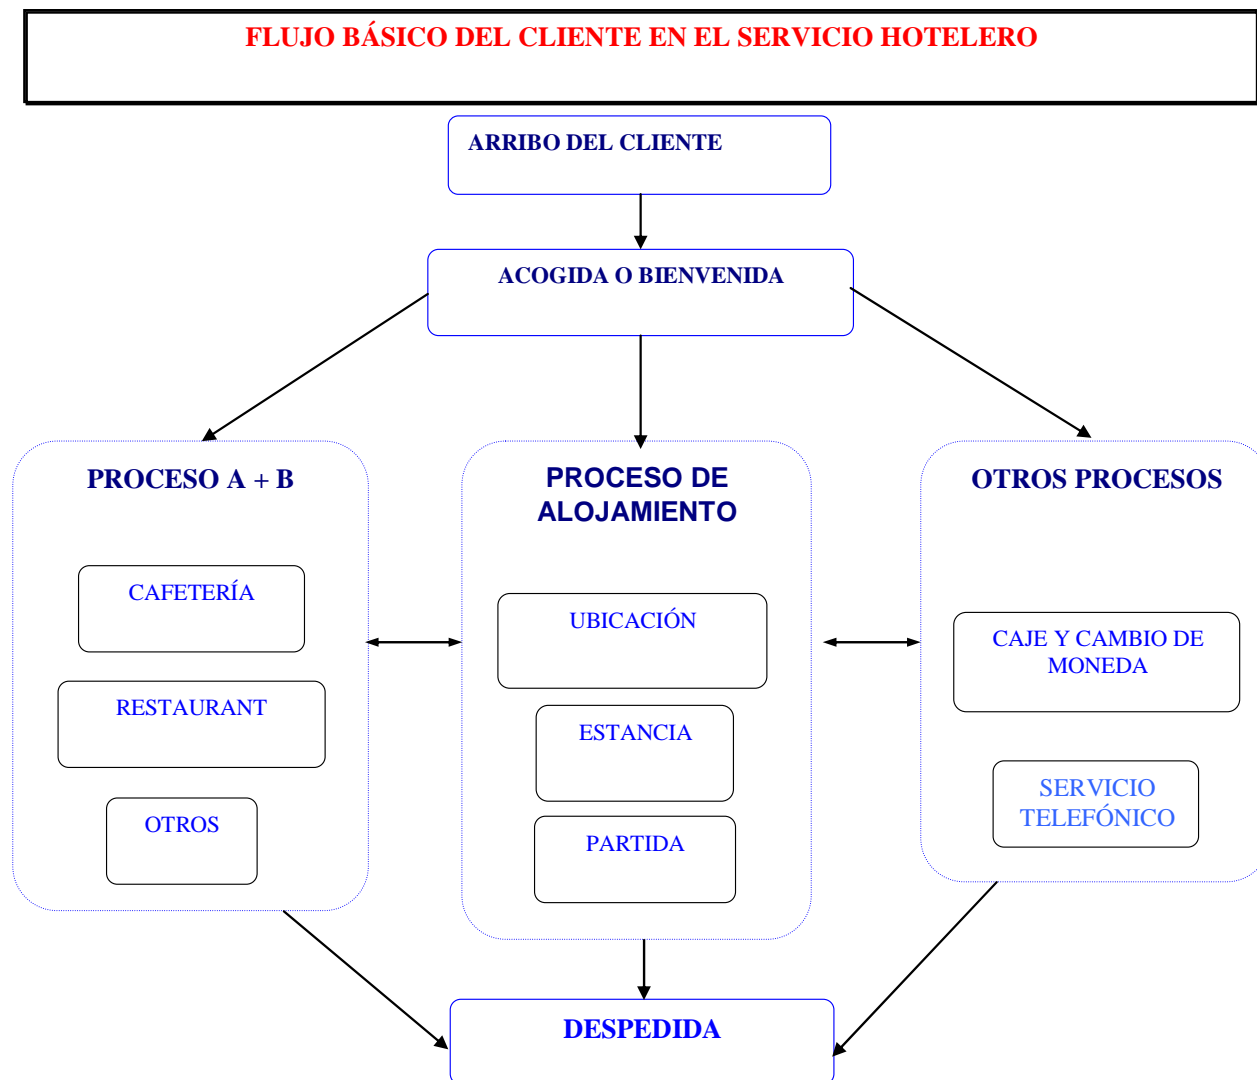 FLUJO BÁSICO DEL CLIENTE EN EL SERVICIO HOTELERO
ARRIBO DEL CLIENTE
ACOGIDA O BIENVENIDA
PROCESO A + B
CAFETERÍA
RESTAURANT
OTROS
PROCESO DE
ALOJAMIENTO
UBICACIÓN
ESTANCIA
PARTIDA
OTROS PROCESOS
CAJE Y CAMBIO DE
MONEDA
SERVICIO
TELEFÓNICO
DESPEDIDA